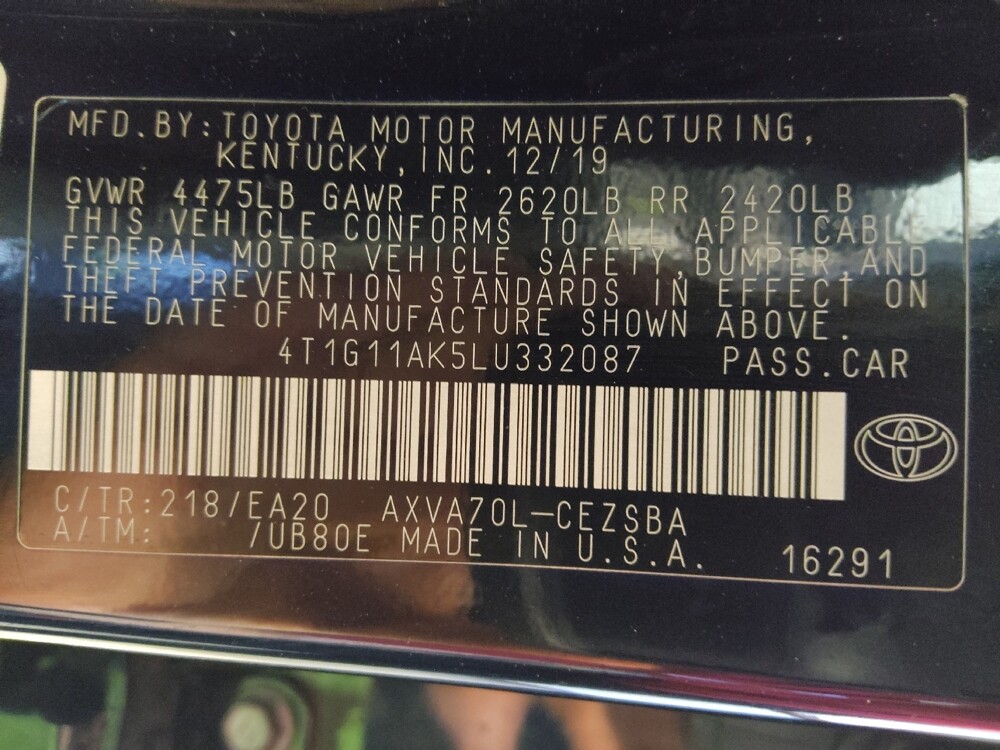 MFD.BY:TOYOTA MOTOR MANUFACTURING,
KENTUCKY,INC.12/19
GVWR 4475LB GAWR FR 2620LB RR 2420LB
THIS VEHICLE CONFORMS TO ALL APPLICABLE
FEDERAL MOTOR VEHICLE SAFETY,BUMPER,AND
THEFT PREVENTION STANDARDS IN EFFECT ON
THE DATE OF MANUFACTURE SHOWN ABOVE.
4T1G11AK5LU332087 PASS.CAR
C/TR:218/EA20 AXVA70L-CEZSBA
A/TM: /UB80E MADE IN U.S.A. 16291